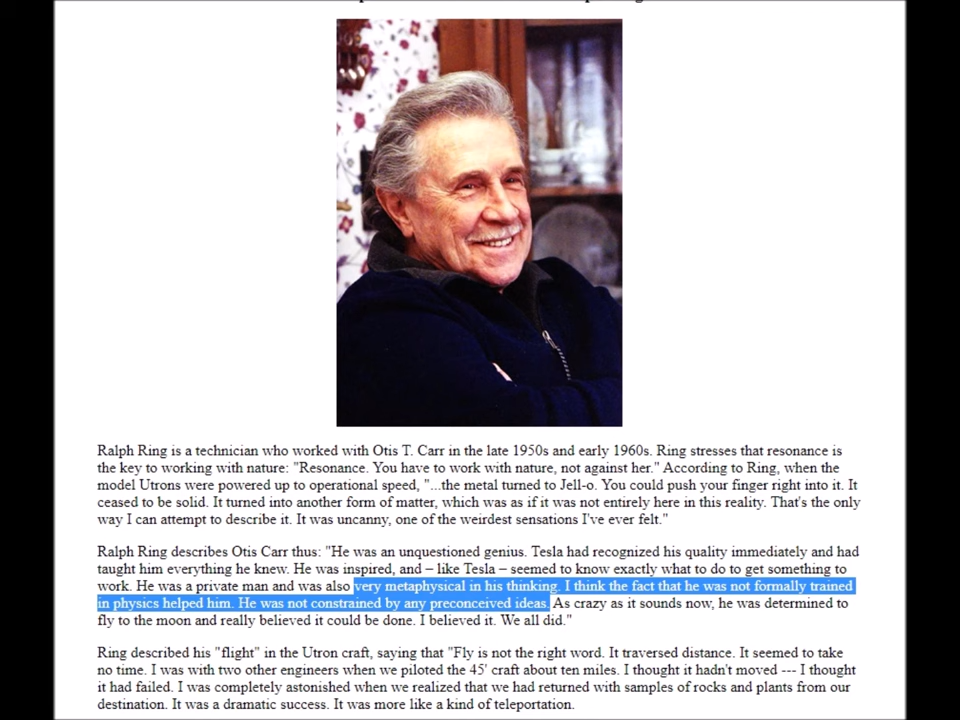 Ralph Ring is a technician who worked with Otis T. Carr in the late 1950s and early 1960s. Ring stresses that resonance is
the key to working with nature: "Resonance. You have to work with nature, not against her." According to Ring, when the
model Utrons were powered up to operational speed, "...the metal turned to Jell-o. You could push your finger right into it. It
ceased to be solid. It turned into another form of matter, which was as if it was not entirely here in this reality. That's the only
way I can attempt to describe it. It was uncanny, one of the weirdest sensations I've ever felt."
Ralph Ring describes Otis Carr thus: "He was an unquestioned genius. Tesla had recognized his quality immediately and had
taught him everything he knew. He was inspired, and – like Tesla – seemed to know exactly what to do to get something to
work. He was a private man and was also very metaphysical in his thinking. I think the fact that he was not formally trained
in physics helped him. He was not constrained by any preconceived ideas. As crazy as it sounds now, he was determined to
fly to the moon and really believed it could be done. I believed it. We all did."
Ring described his "flight" in the Utron craft, saying that "Fly is not the right word. It traversed distance. It seemed to take
no time. I was with two other engineers when we piloted the 45' craft about ten miles. I thought it hadn't moved --- I thought
it had failed. I was completely astonished when we realized that we had returned with samples of rocks and plants from our
destination. It was a dramatic success. It was more like a kind of teleportation.